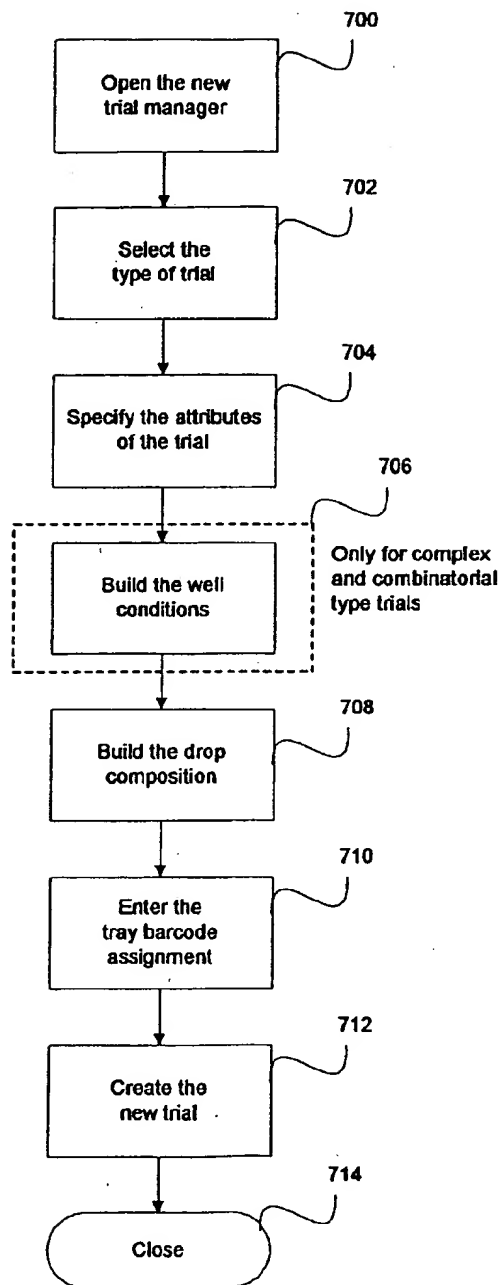 700
Open the new
trial manager
702
Select the
type of trial
704
Specify the attributes
of the trial
706
Only for complex
and combinatorial
type trials
Build the well
conditions
708
Build the drop
composition
710
Enter the
tray barcode
assignment
712
Create the
new trial
714
Close